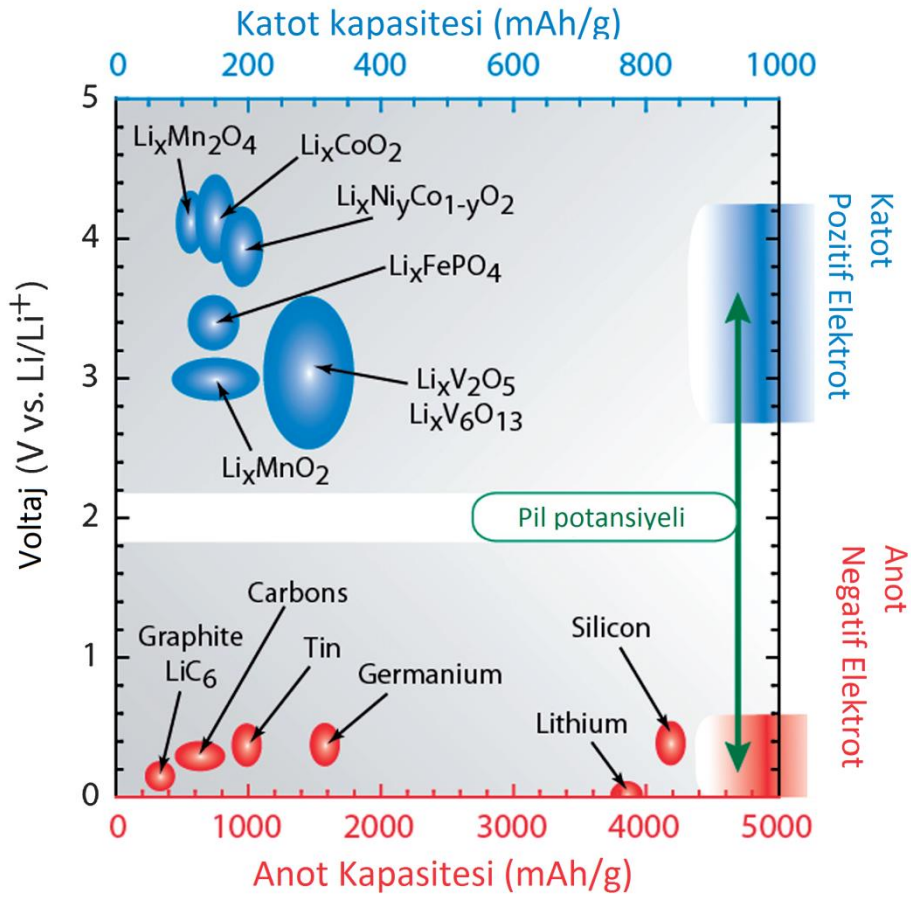 Katot kapasitesi (mAh/g)
0 200 400 600 800 1000
5
4
3
2
1
0
Voltaj (V vs. Li/Li⁺)
LiₓMn₂O₄
LiₓCoO₂
LiₓNiᵧCo₁₋ᵧO₂
LiₓFePO₄
LiₓV₂O₅
LiₓV₆O₁₃
LiₓMnO₂
Katot
Pozitif Elektrot
Pil potansiyeli
Anot
Negatif Elektrot
Carbons
Graphite
LiC₆
Tin
Germanium
Silicon
Lithium
0 1000 2000 3000 4000 5000
Anot Kapasitesi (mAh/g)